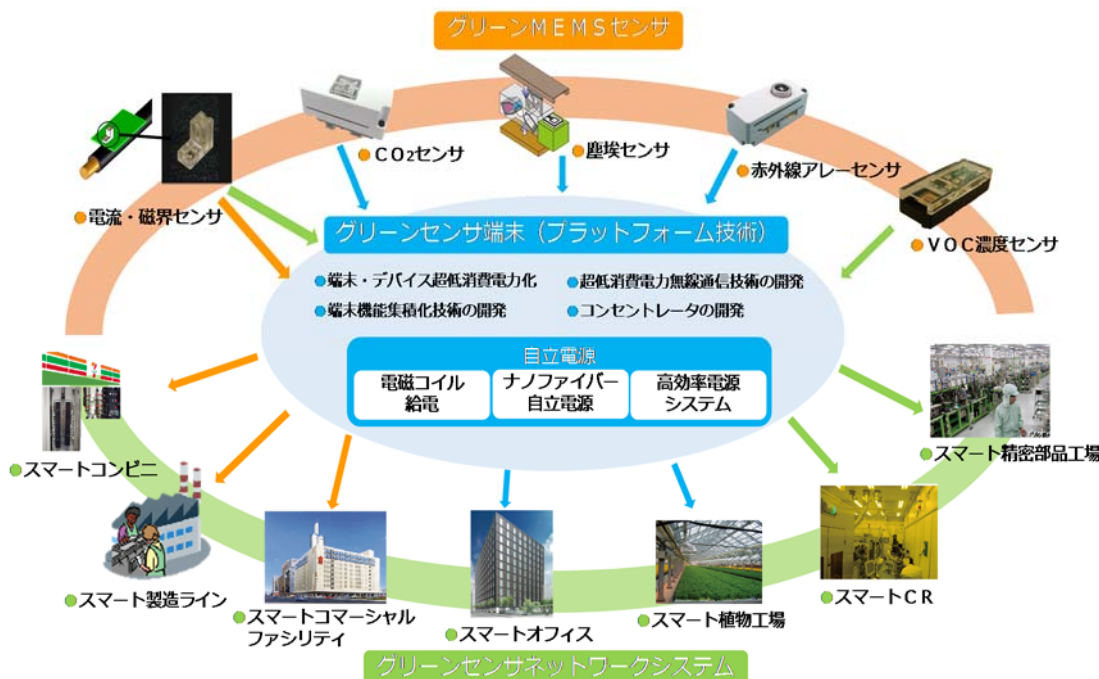 グリーンMEMSセンサ
CO₂センサ
塵埃センサ
赤外線アレーセンサ
電流・磁界センサ
VOC濃度センサ
グリーンセンサ端末（プラットフォーム技術）
端末・デバイス超低消費電力化
超低消費電力無線通信技術の開発
端末機能集積化技術の開発
コンセントレータの開発
自立電源
電磁コイル
給電
ナノファイバー
自立電源
高効率電源
システム
スマートコンビニ
スマート精密部品工場
スマート製造ライン
スマートコマーシャル
ファシリティ
スマートオフィス
スマート植物工場
スマートCR
グリーンセンサネットワークシステム